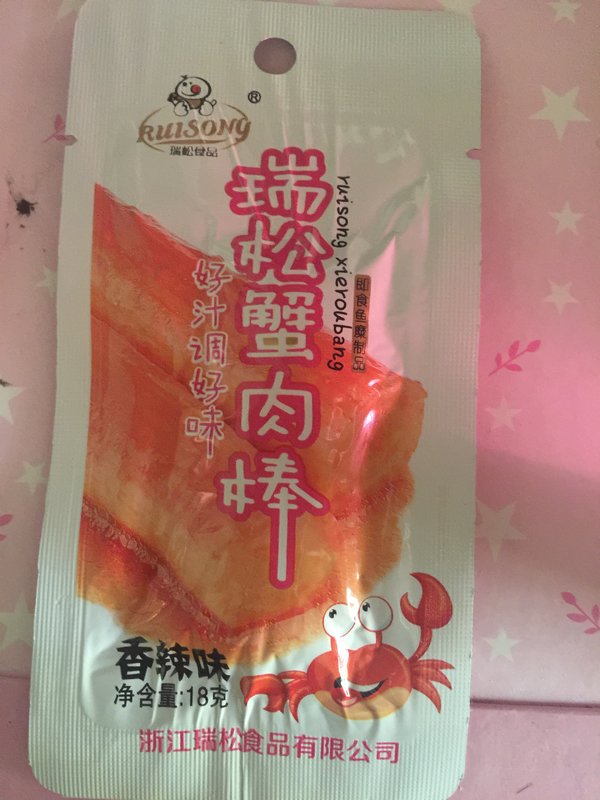 RUISONG ®
瑞松食品
瑞松蟹肉棒
ruisong xieroubang
即食鱼糜制品
好汁调好味
香辣味
净含量:18克
浙江瑞松食品有限公司